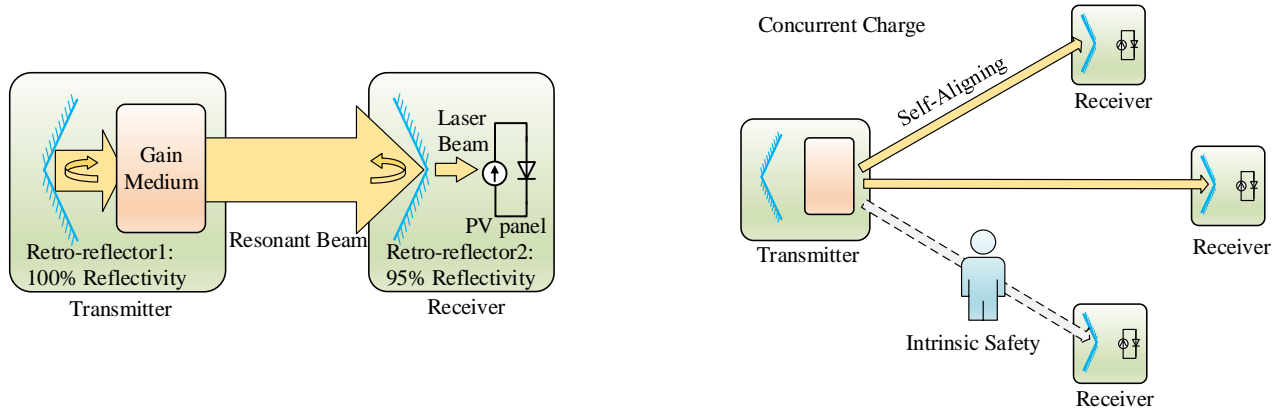 Gain
Medium
Laser
Beam
PV panel
Resonant Beam
Retro-reflector1:
100% Reflectivity
Transmitter
Retro-reflector2:
95% Reflectivity
Receiver
Concurrent Charge
Self-Aligning
Receiver
Transmitter
Receiver
Intrinsic Safety
Receiver